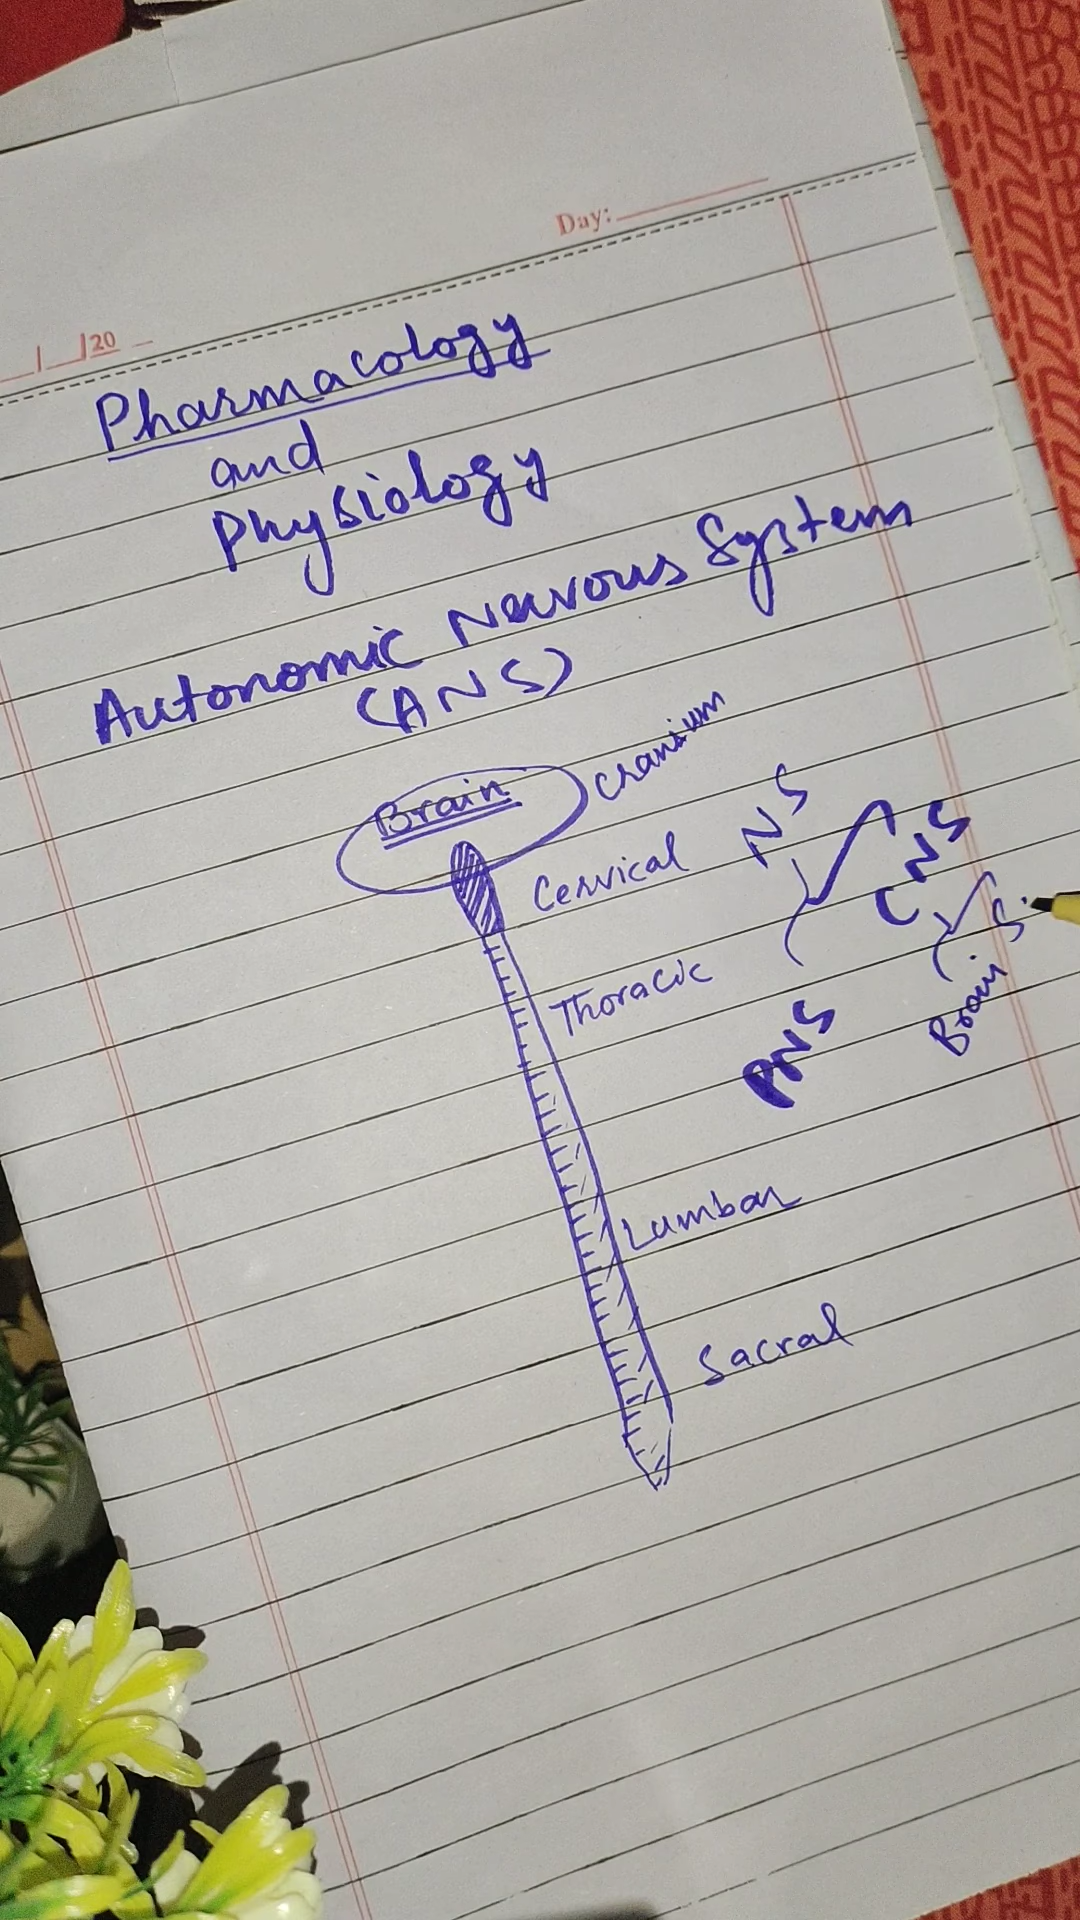 Day:
/ /20
Pharmacology
and
Physiology
Autonomic Nervous System
(ANS)
Brain
Cranium
Cervical
NS
CNS
Thoracic
PNS
Brain
S.
Lumbar
Sacral